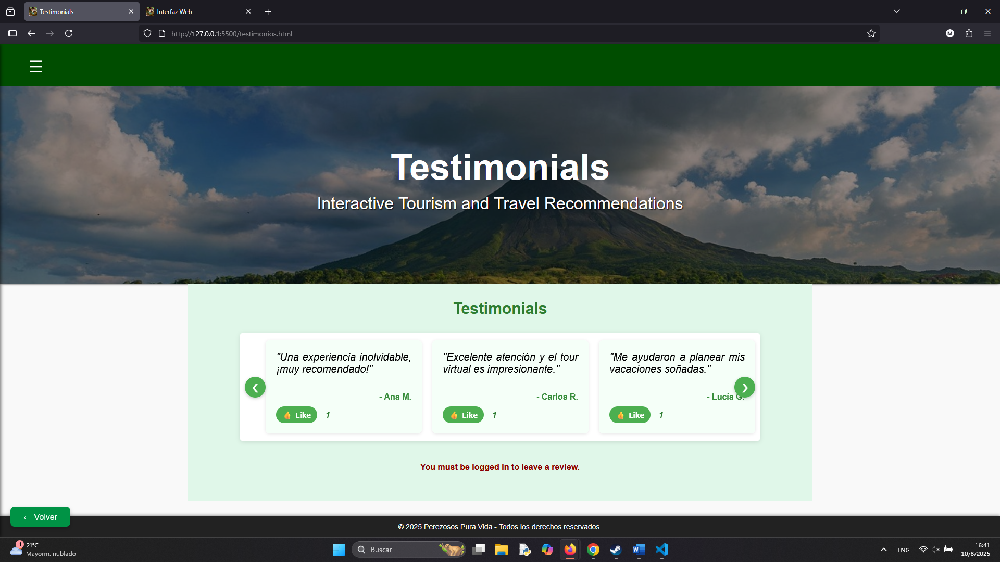 Testimonials
Interfaz Web
http://127.0.0.1:5500/testimonios.html
M
Testimonials
Interactive Tourism and Travel Recommendations
Testimonials
"Una experiencia inolvidable,
¡muy recomendado!"
- Ana M.
👍 Like 1
"Excelente atención y el tour
virtual es impresionante."
- Carlos R.
👍 Like 1
"Me ayudaron a planear mis
vacaciones soñadas."
- Lucía G.
👍 Like 1
You must be logged in to leave a review.
← Volver
© 2025 Perezosos Pura Vida - Todos los derechos reservados.
1
21°C
Mayorm. nublado
Buscar
ENG
16:41
10/8/2025